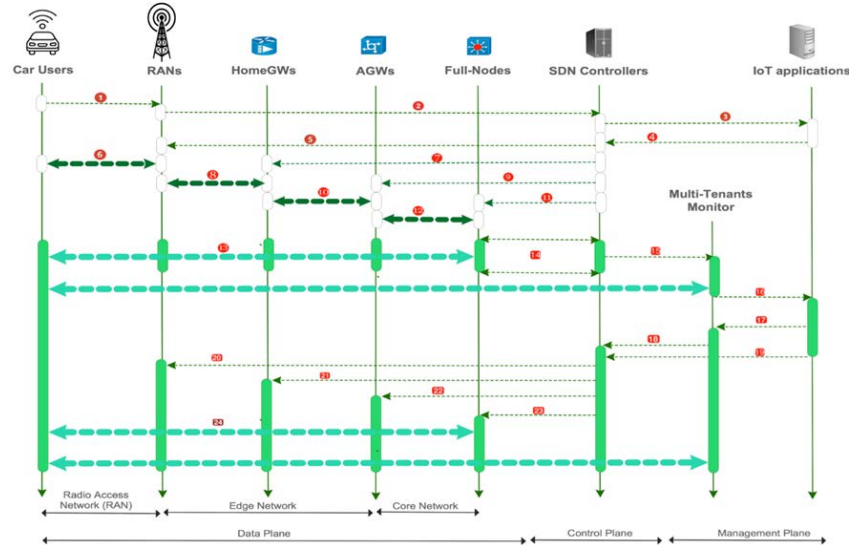 Car Users
RANs
HomeGWs
AGWs
Full-Nodes
SDN Controllers
IoT applications
1
2
3
4
5
6
7
8
9
10
11
12
Multi-Tenants
Monitor
13
14
15
16
17
18
19
20
21
22
23
24
Radio Access
Network (RAN)
Edge Network
Core Network
Data Plane
Control Plane
Management Plane